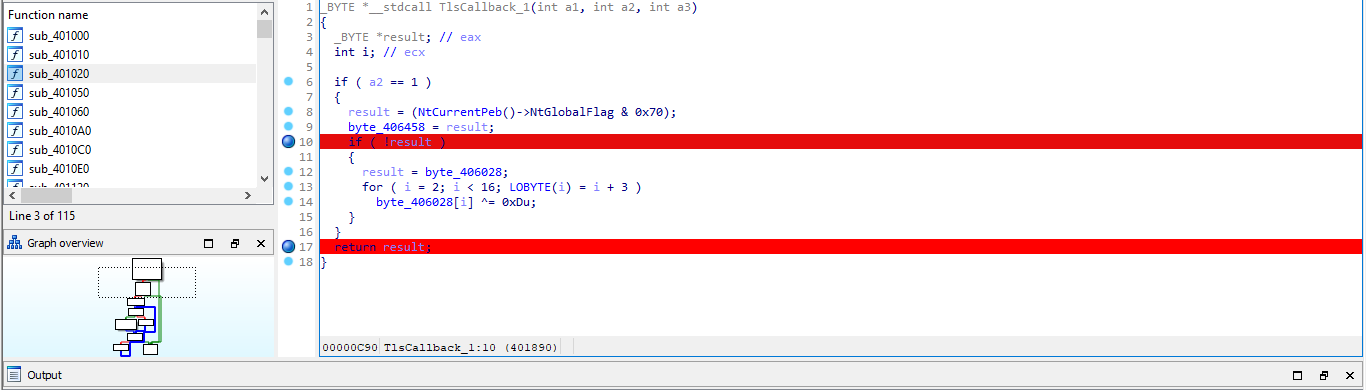 Function name
sub_401000
sub_401010
sub_401020
sub_401050
sub_401060
sub_4010A0
sub_4010C0
sub_4010E0
Line 3 of 115
Graph overview
1 _BYTE *__stdcall TlsCallback_1(int a1, int a2, int a3)
2 {
3 _BYTE *result; // eax
4 int i; // ecx
5
6 if ( a2 == 1 )
7 {
8 result = (NtCurrentPeb()->NtGlobalFlag & 0x70);
9 byte_406458 = result;
10 if ( !result )
11 {
12 result = byte_406028;
13 for ( i = 2; i < 16; LOBYTE(i) = i + 3 )
14 byte_406028[i] ^= 0xDu;
15 }
16 }
17 return result;
18 }
00000C90 TlsCallback_1:10 (401890)
Output